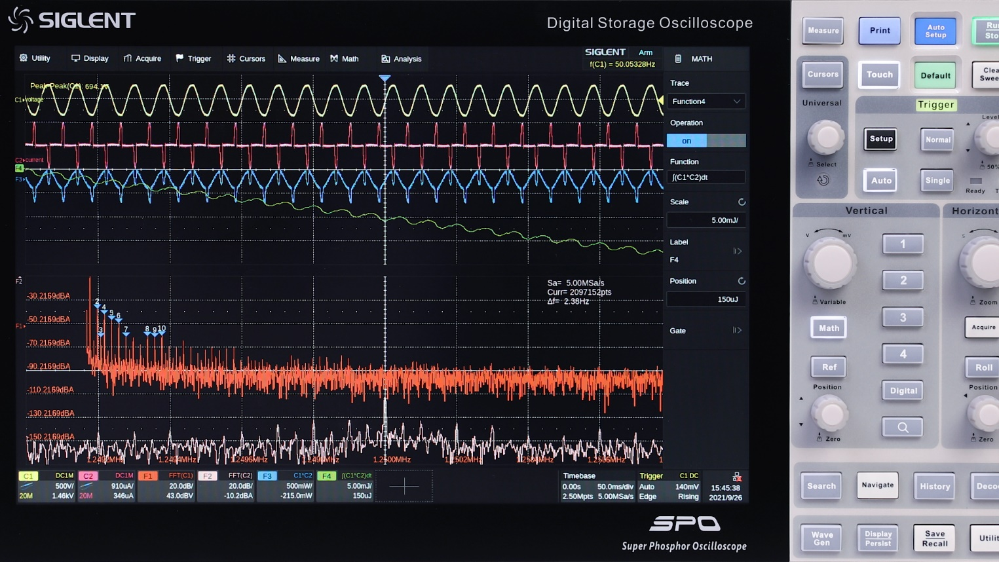 SIGLENT
Digital Storage Oscilloscope
Utility Display Acquire Trigger Cursors Measure Math Analysis
SIGLENT Arm
f(C1) = 50.05328Hz
MATH
Peak-Peak(C1): 694.1V
C1 voltage
C2 current
F4
F3
Trace
Function4
Operation
on
Function
∫(C1*C2)dt
Scale
5.00mJ/
Label
F4
Position
150uJ
Gate
F2
Sa= 5.00MSa/s
Curr= 2097152pts
Δf= 2.38Hz
-30.2169dBA
2
4
5
6
3
7
8
9
10
-50.2169dBA
F1
-70.2169dBA
-90.2169dBA
-110.2169dBA
-130.2169dBA
-150.2169dBA
1.2492MHz 1.2494MHz 1.2496MHz 1.2498MHz 1.2500MHz 1.2502MHz 1.2504MHz 1.2506MHz
C1 DC1M
500V/
20M 1.46kV
C2 DC1M
910uA/
20M 346uA
F1 FFT(C1)
20.0dB/
43.0dBV
F2 FFT(C2)
20.0dB/
-10.2dBA
F3 C1*C2
500mW/
-215.0mW
F4 ∫(C1*C2)dt
5.00mJ/
150uJ
Timebase
0.00s 50.0ms/div
2.50Mpts 5.00MSa/s
Trigger C1 DC
Auto 140mV
Edge Rising
15:45:38
2021/9/26
SPO
Super Phosphor Oscilloscope
Measure
Print
Auto
Setup
Cursors
Touch
Default
Universal
Select
Trigger
Setup
Normal
Level
50%
Auto
Single
Ready
Vertical
V mV
1
2
3
4
Variable
Math
Ref
Position
Digital
Zero
S
Zoom
Acquire
Roll
Position
Zero
Search
Navigate
History
Wave
Gen
Display
Persist
Save
Recall